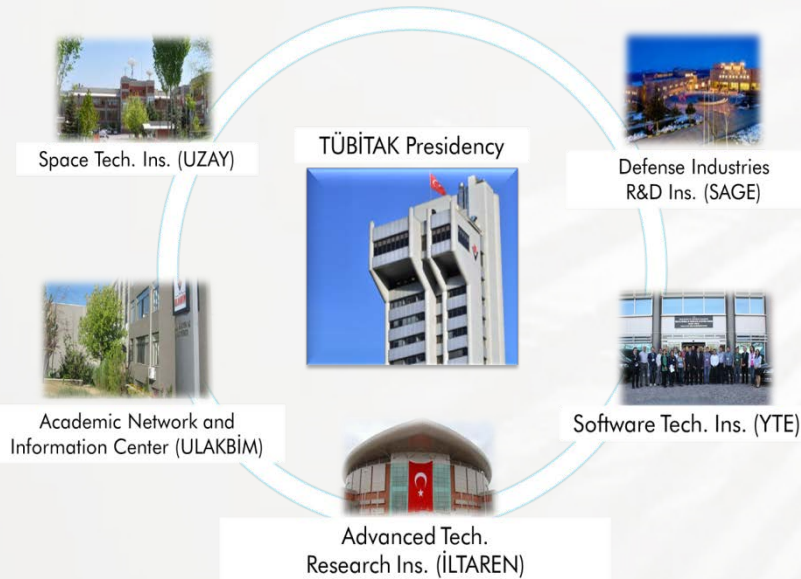 TÜBİTAK Presidency
Space Tech. Ins. (UZAY)
Defense Industries
R&D Ins. (SAGE)
Academic Network and
Information Center (ULAKBİM)
Software Tech. Ins. (YTE)
Advanced Tech.
Research Ins. (İLTAREN)